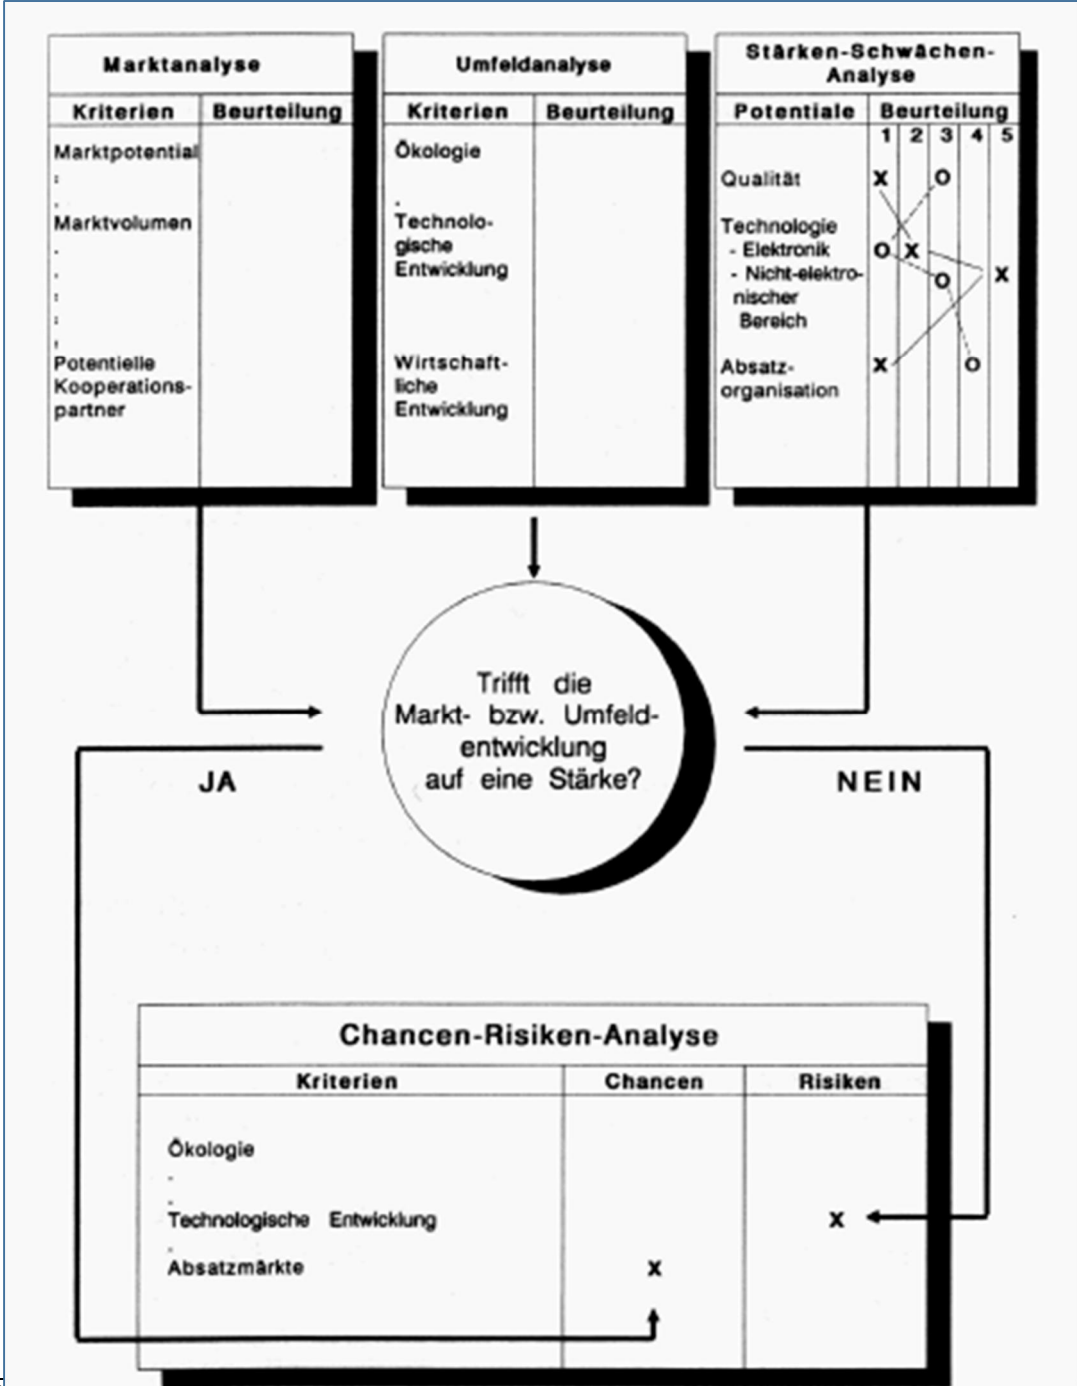 Marktanalyse
Kriterien Beurteilung
Marktpotential
:
.
Marktvolumen
.
.
:
:
.
Potentielle
Kooperations-
partner
Umfeldanalyse
Kriterien Beurteilung
Ökologie
.
Technolo-
gische
Entwicklung
Wirtschaft-
liche
Entwicklung
Stärken-Schwächen-
Analyse
Potentiale Beurteilung
1 2 3 4 5
Qualität X O
Technologie
- Elektronik O X
- Nicht-elektro- O X
nischer
Bereich
Absatz- X O
organisation
Trifft die
Markt- bzw. Umfeld-
entwicklung
auf eine Stärke?
JA
NEIN
Chancen-Risiken-Analyse
Kriterien Chancen Risiken
Ökologie
.
.
Technologische Entwicklung X
.
Absatzmärkte X